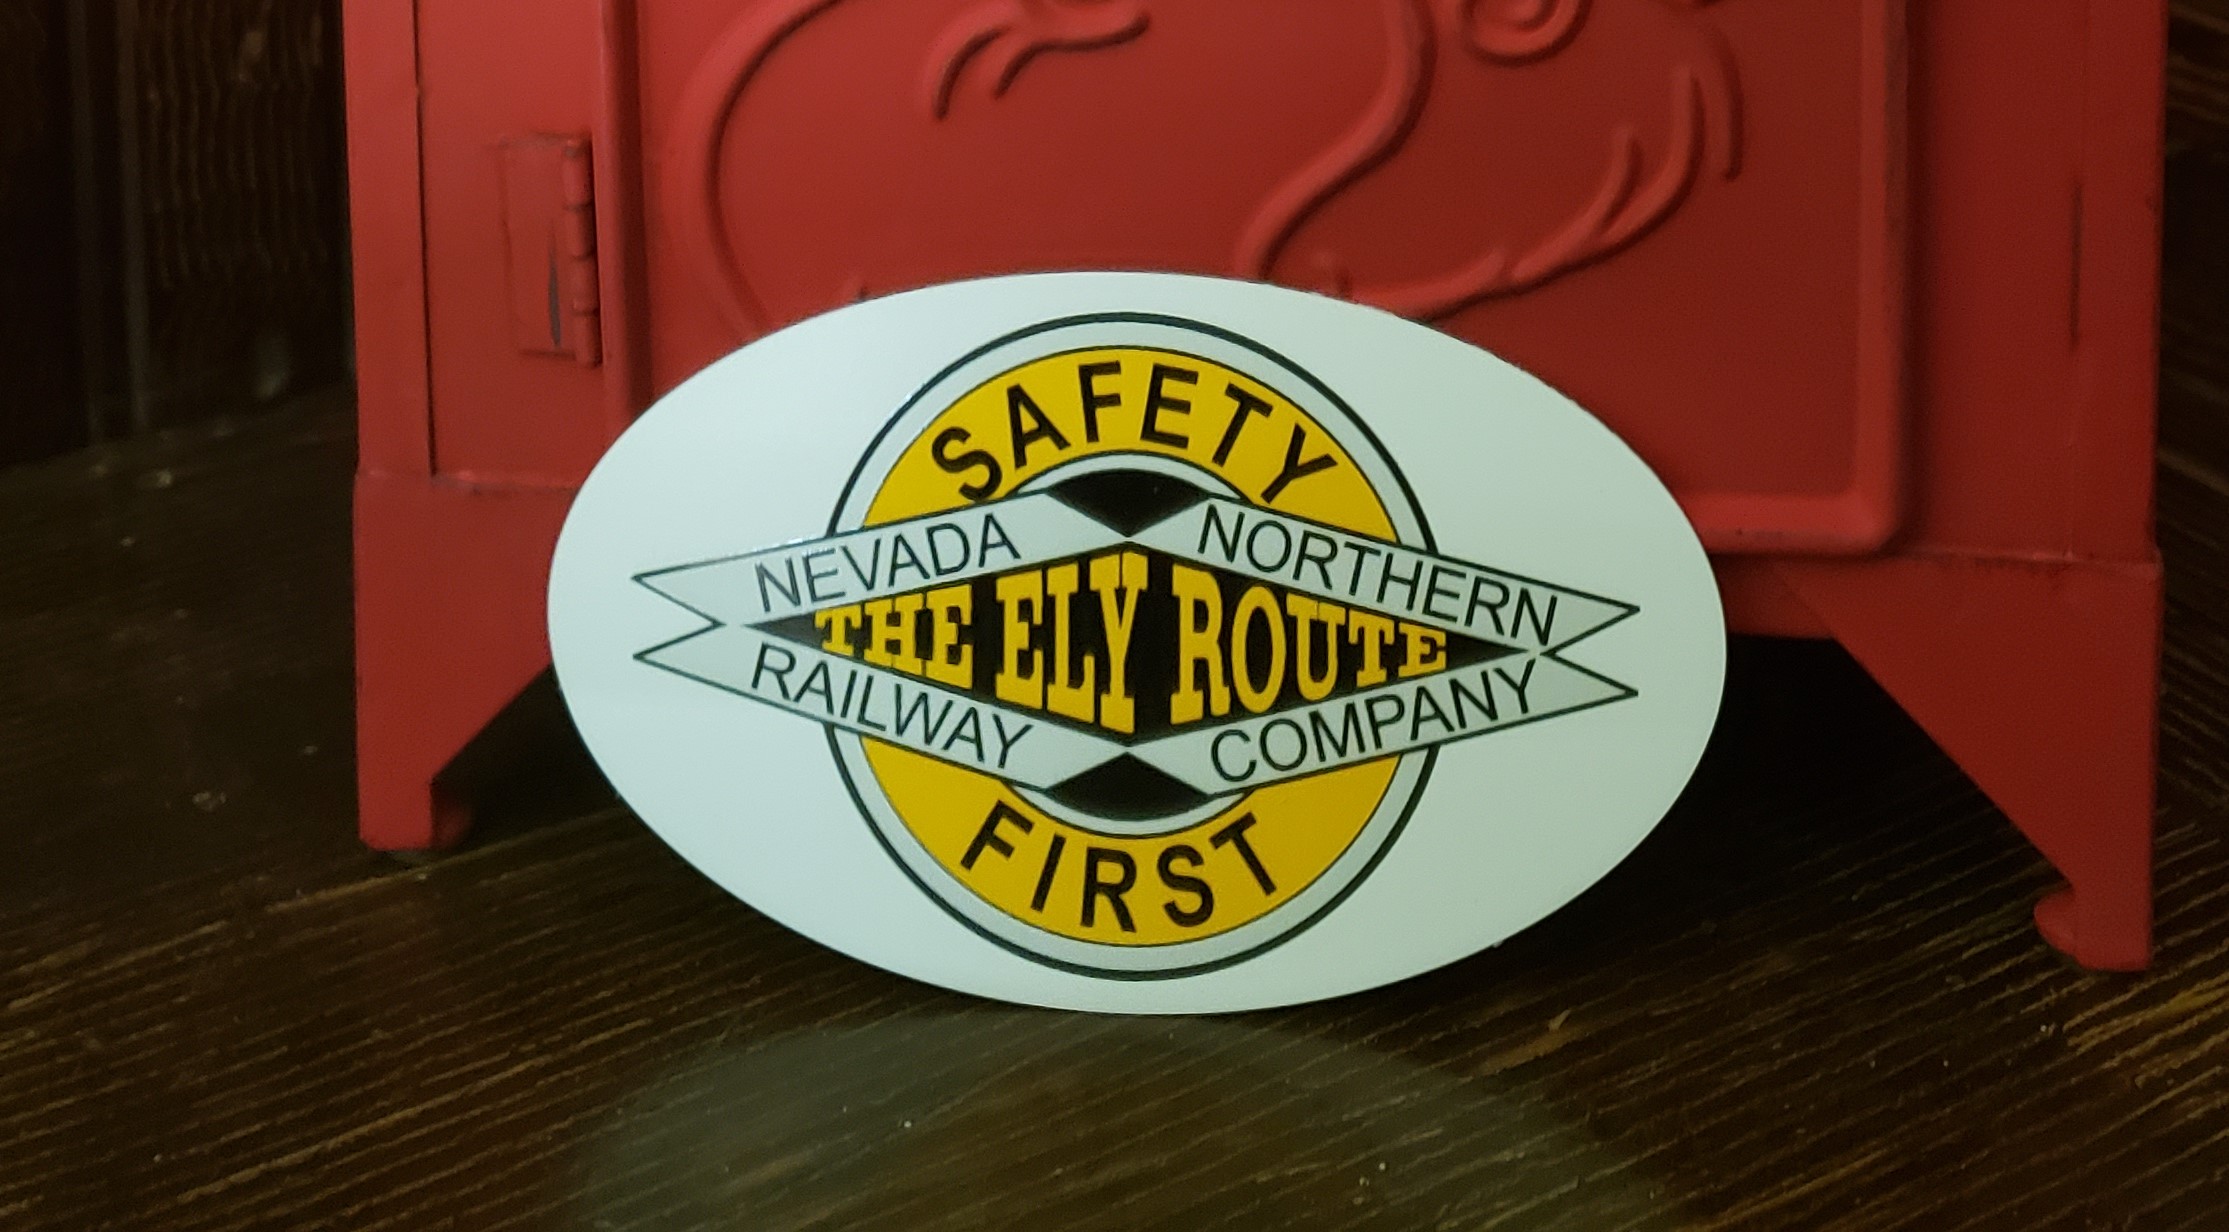 SAFETY
NEVADA NORTHERN
THE ELY ROUTE
RAILWAY COMPANY
FIRST